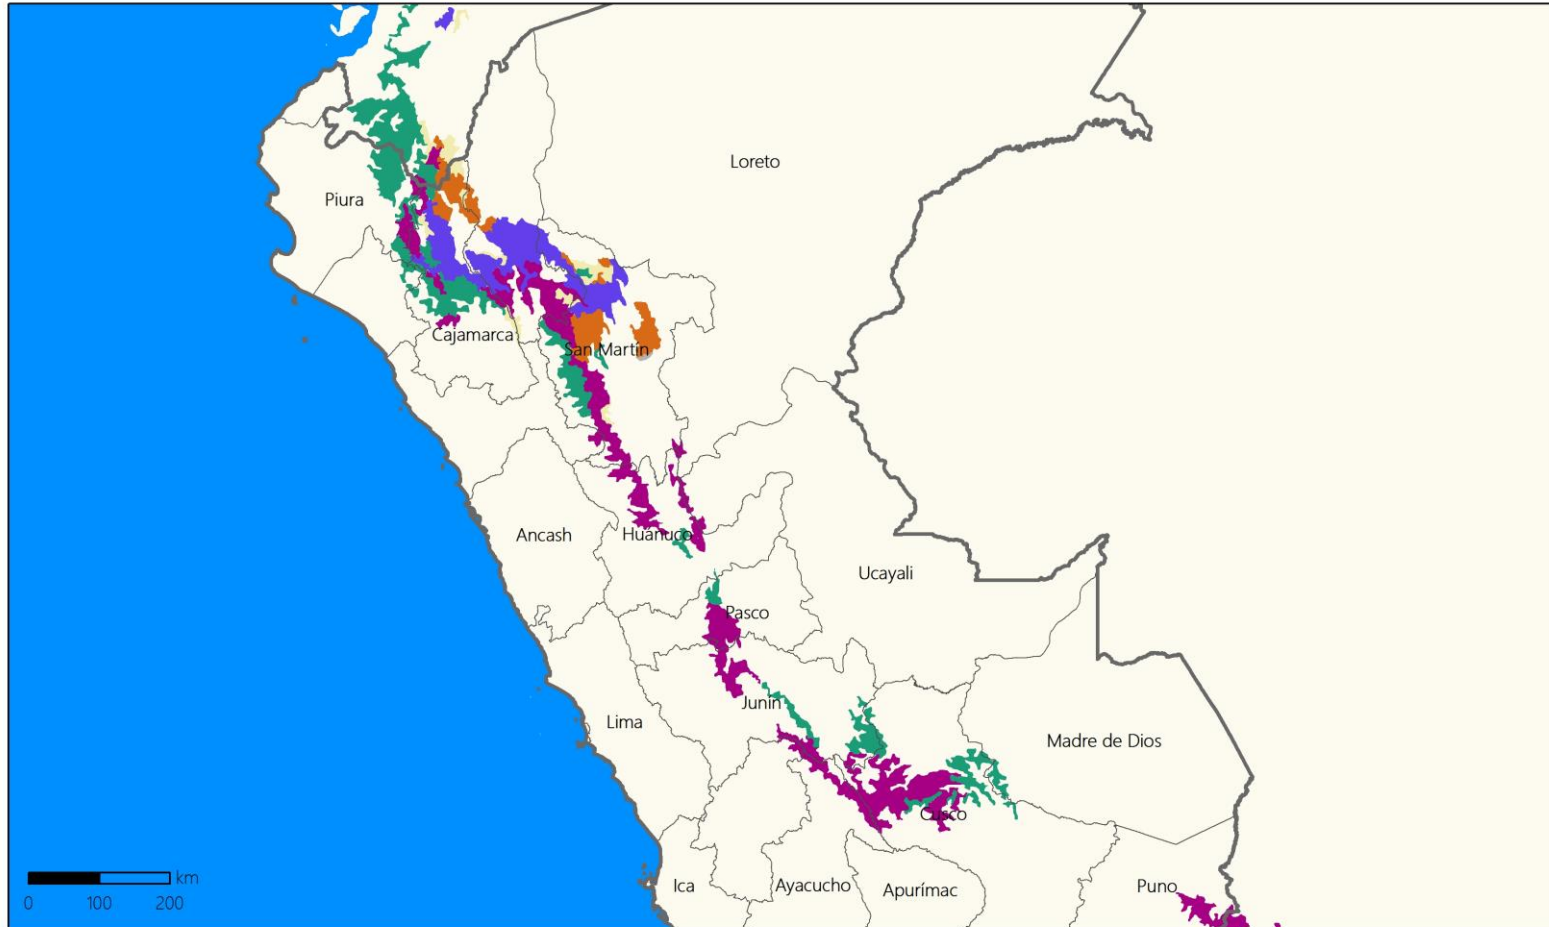 Loreto
Piura
Cajamarca
San Martín
Ancash
Huánuco
Ucayali
Pasco
Junín
Lima
Madre de Dios
Cusco
Ica
Ayacucho
Apurímac
Puno
km
0 100 200